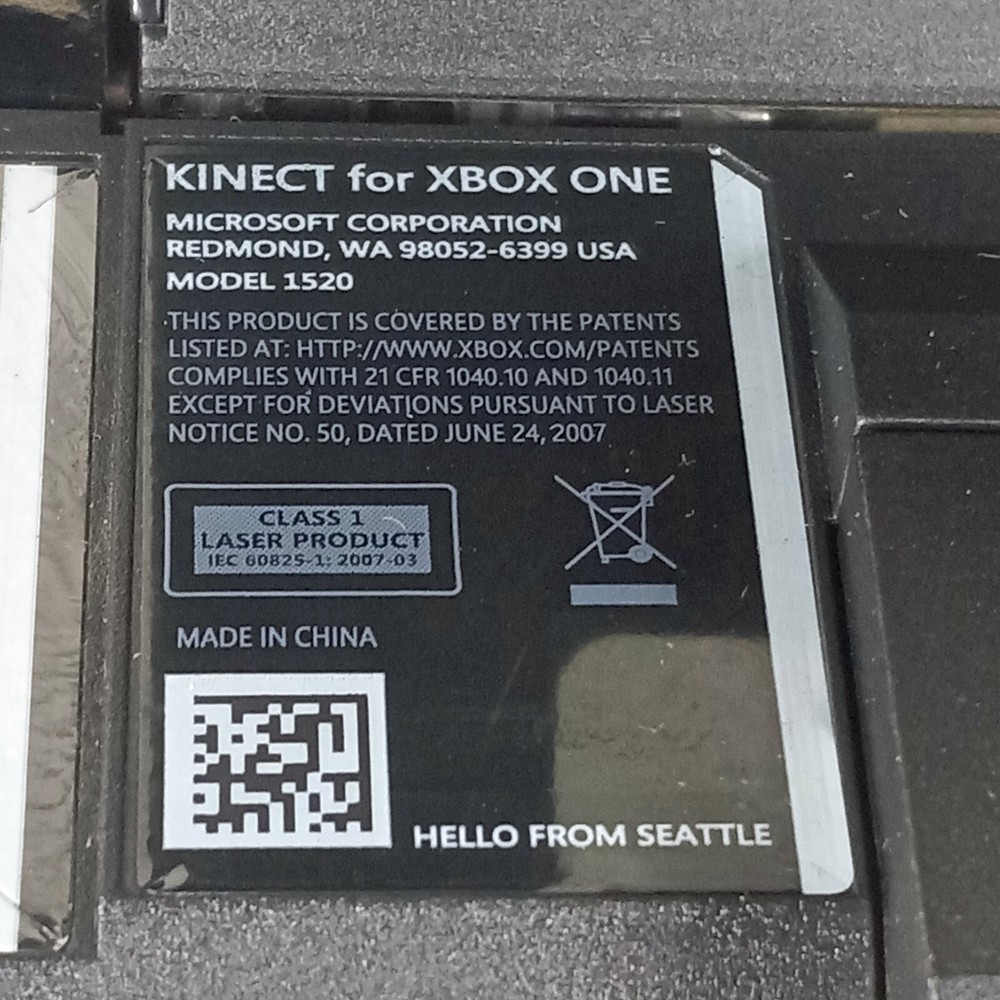 KINECT for XBOX ONE
MICROSOFT CORPORATION
REDMOND, WA 98052-6399 USA
MODEL 1520
THIS PRODUCT IS COVERED BY THE PATENTS
LISTED AT: HTTP://WWW.XBOX.COM/PATENTS
COMPLIES WITH 21 CFR 1040.10 AND 1040.11
EXCEPT FOR DEVIATIONS PURSUANT TO LASER
NOTICE NO. 50, DATED JUNE 24, 2007
CLASS 1
LASER PRODUCT
IEC 60825-1: 2007-03
MADE IN CHINA
HELLO FROM SEATTLE